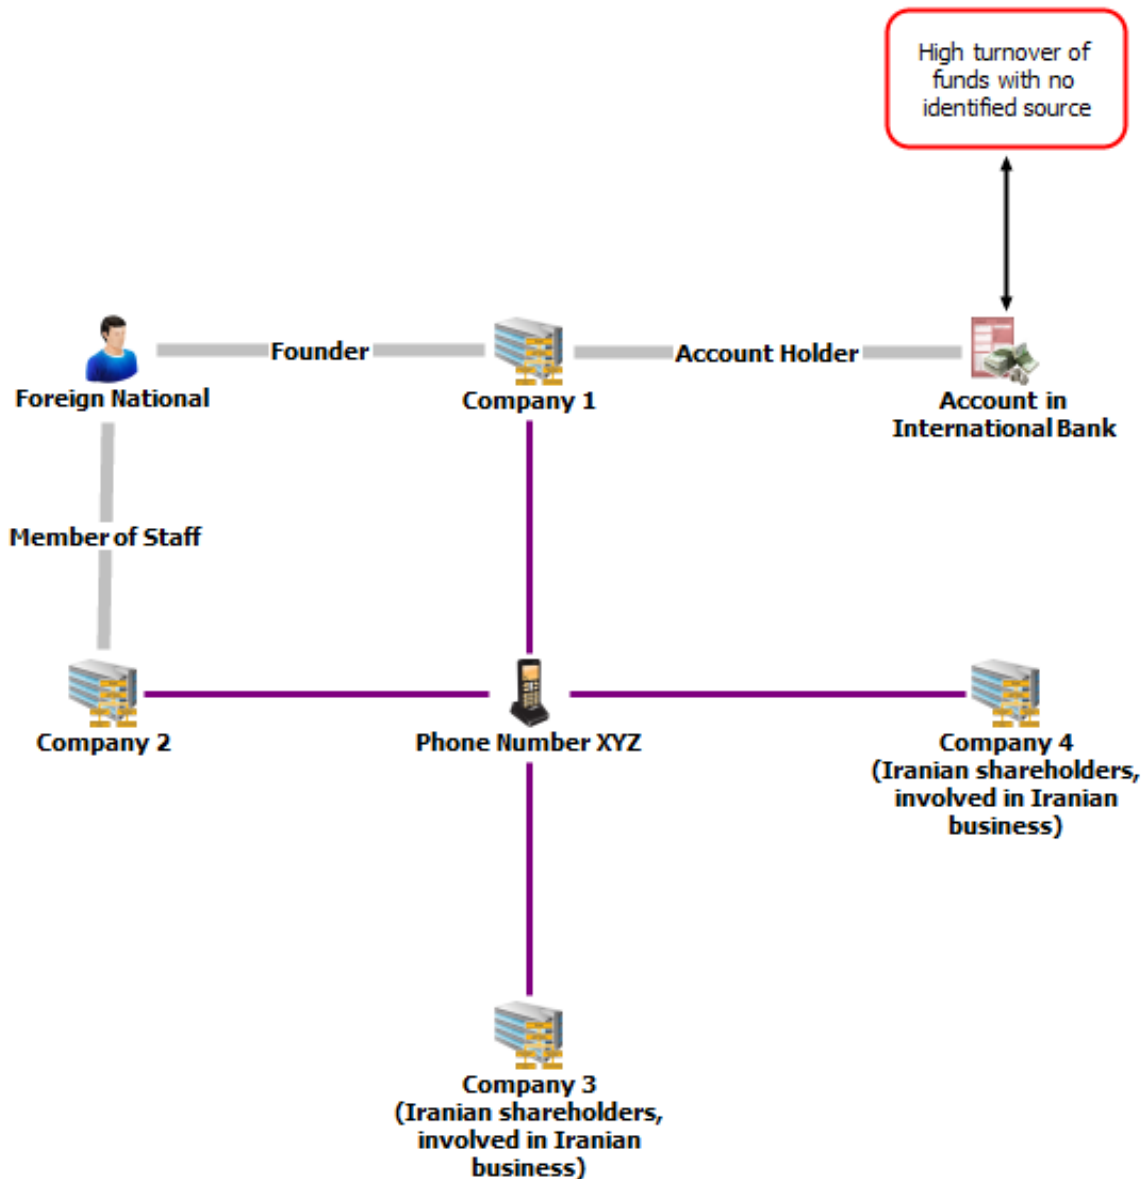 High turnover of
funds with no
identified source
Founder
Account Holder
Foreign National
Company 1
Account in
International Bank
Member of Staff
Company 2
Phone Number XYZ
Company 4
(Iranian shareholders,
involved in Iranian
business)
Company 3
(Iranian shareholders,
involved in Iranian
business)